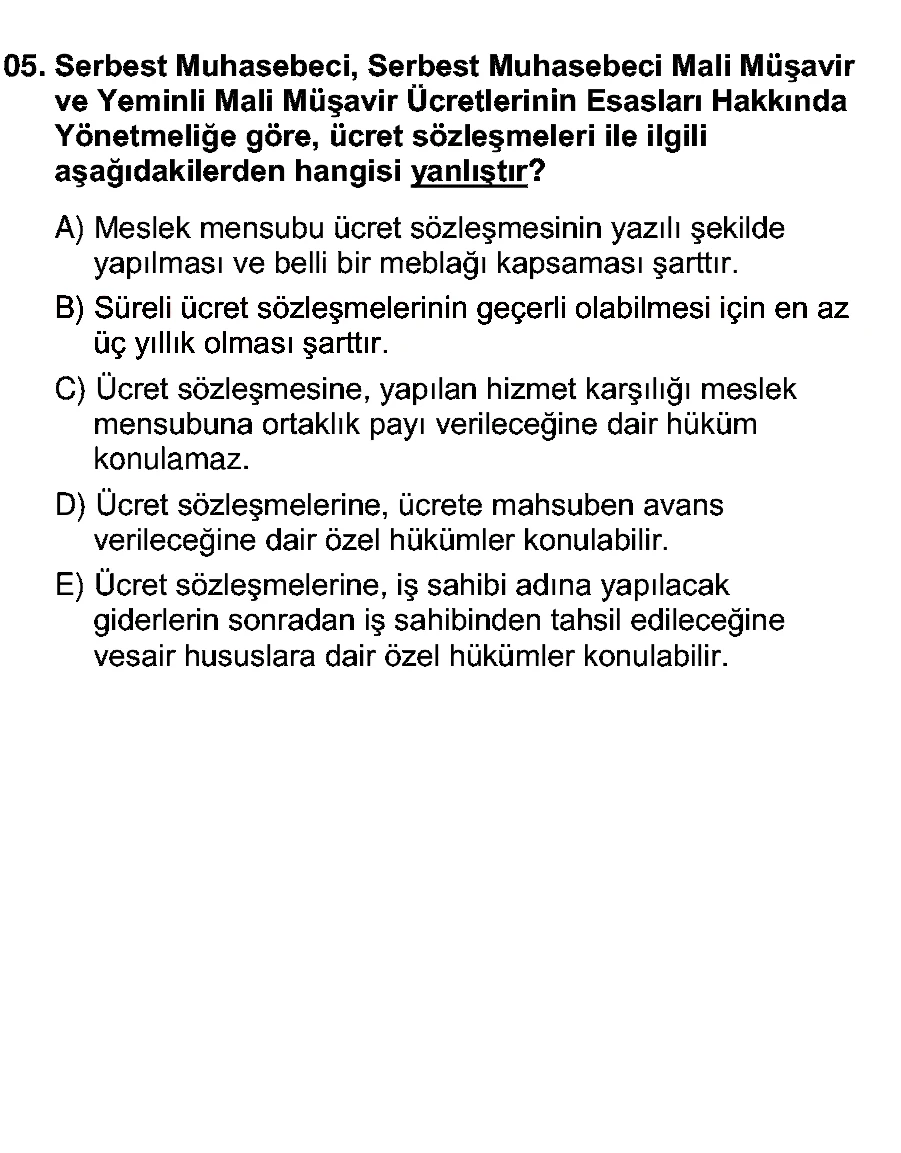 05. Serbest Muhasebeci, Serbest Muhasebeci Mali Müşavir
ve Yeminli Mali Müşavir Ücretlerinin Esasları Hakkında
Yönetmeliğe göre, ücret sözleşmeleri ile ilgili
aşağıdakilerden hangisi yanlıştır?
A) Meslek mensubu ücret sözleşmesinin yazılı şekilde
yapılması ve belli bir meblağı kapsaması şarttır.
B) Süreli ücret sözleşmelerinin geçerli olabilmesi için en az
üç yıllık olması şarttır.
C) Ücret sözleşmesine, yapılan hizmet karşılığı meslek
mensubuna ortaklık payı verileceğine dair hüküm
konulamaz.
D) Ücret sözleşmelerine, ücrete mahsuben avans
verileceğine dair özel hükümler konulabilir.
E) Ücret sözleşmelerine, iş sahibi adına yapılacak
giderlerin sonradan iş sahibinden tahsil edileceğine
vesair hususlara dair özel hükümler konulabilir.